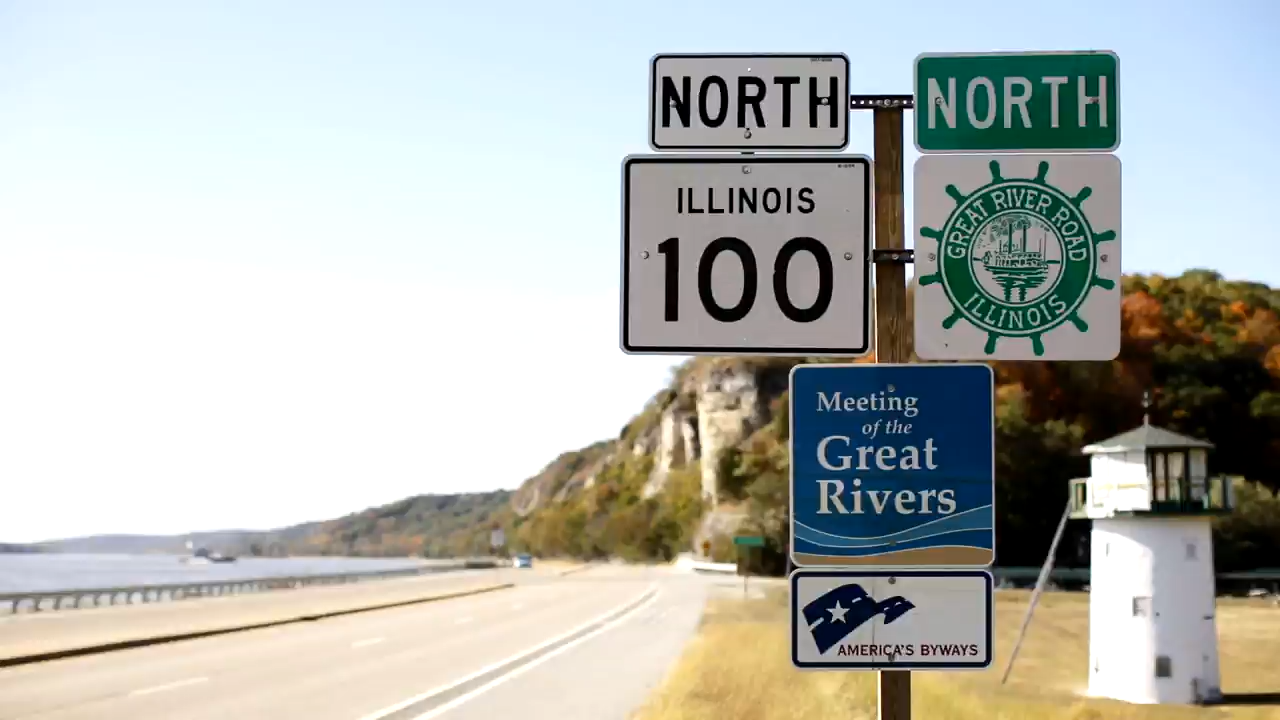 NORTH
ILLINOIS
100
NORTH
GREAT RIVER ROAD
ILLINOIS
Meeting
of the
Great
Rivers
AMERICA'S BYWAYS